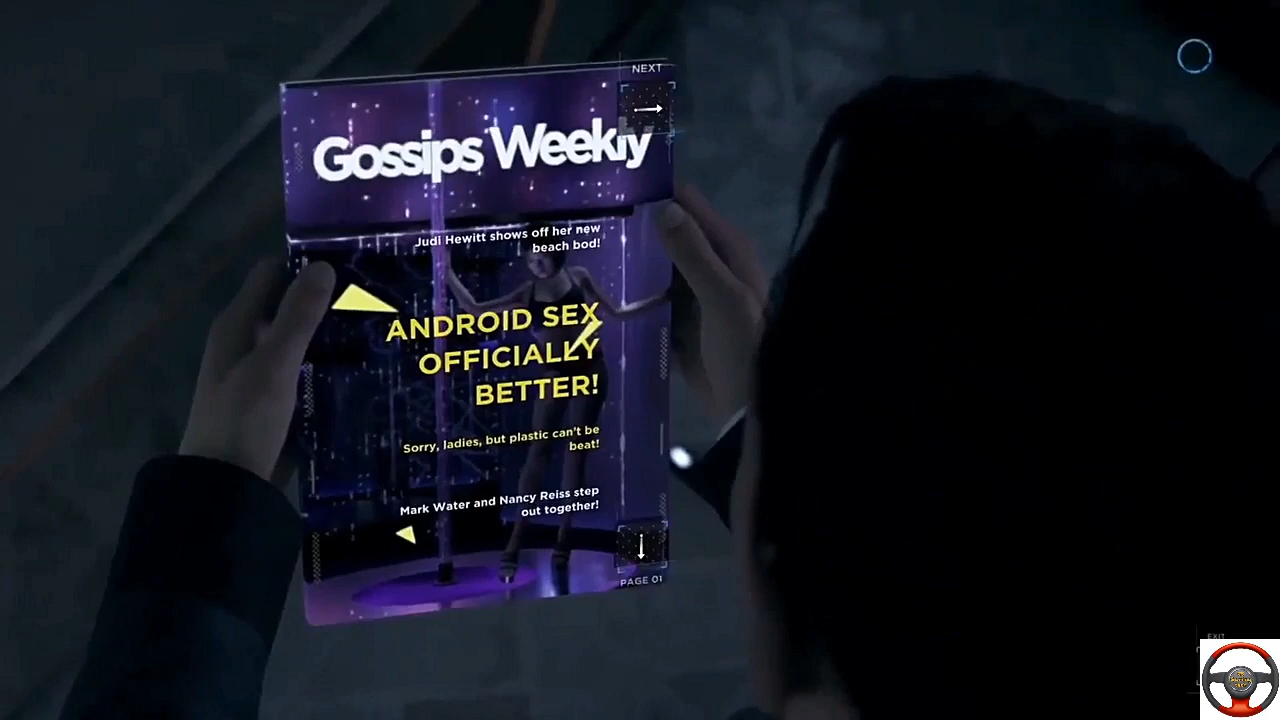 NEXT
Gossips Weekly
Judi Hewitt shows off her new
beach bod!
ANDROID SEX
OFFICIALLY
BETTER!
Sorry, ladies, but plastic can't be
beat!
Mark Water and Nancy Reiss step
out together!
PAGE 01
EXIT